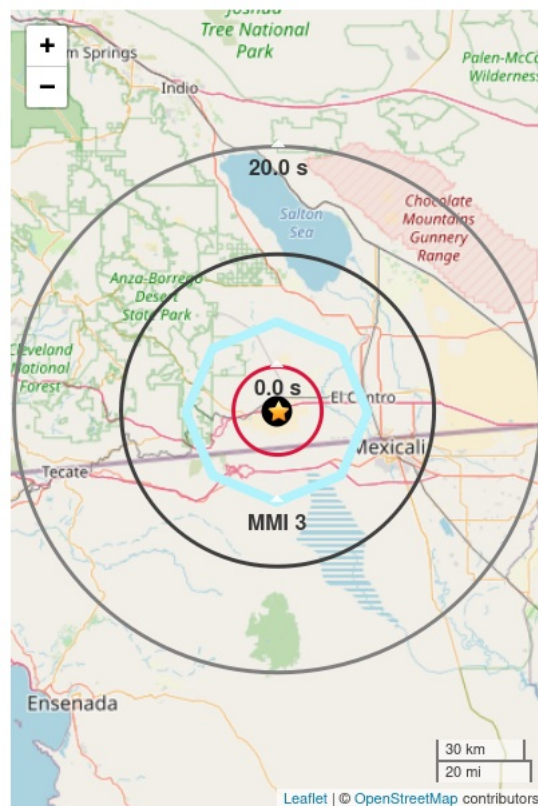 Joshua
Tree National
Park
+
−
m Springs
Palen-McCo
Wilderness
Indio
20.0 s
Salton
Sea
Chocolate
Mountains
Gunnery
Range
Anza-Borrego
Desert
State Park
Cleveland
National
Forest
0.0 s
El Centro
Mexicali
Tecate
MMI 3
Ensenada
30 km
20 mi
Leaflet | © OpenStreetMap contributors